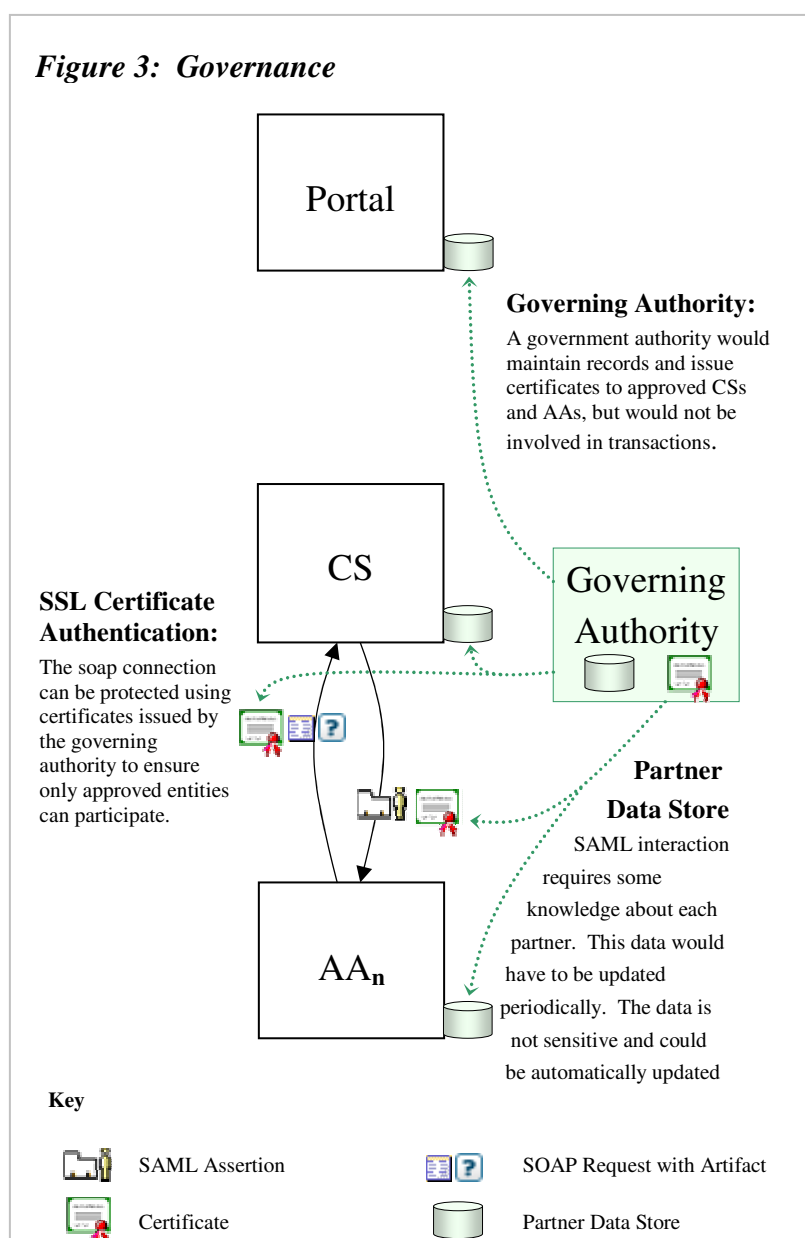 Figure 3: Governance
Portal
Governing Authority:
A government authority would
maintain records and issue
certificates to approved CSs
and AAs, but would not be
involved in transactions.
CS
Governing
Authority
SSL Certificate
Authentication:
The soap connection
can be protected using
certificates issued by
the governing
authority to ensure
only approved entities
can participate.
?
Partner
Data Store
SAML interaction
requires some
knowledge about each
partner. This data would
have to be updated
periodically. The data is
not sensitive and could
be automatically updated
AAn
Key
SAML Assertion
? SOAP Request with Artifact
Certificate
Partner Data Store